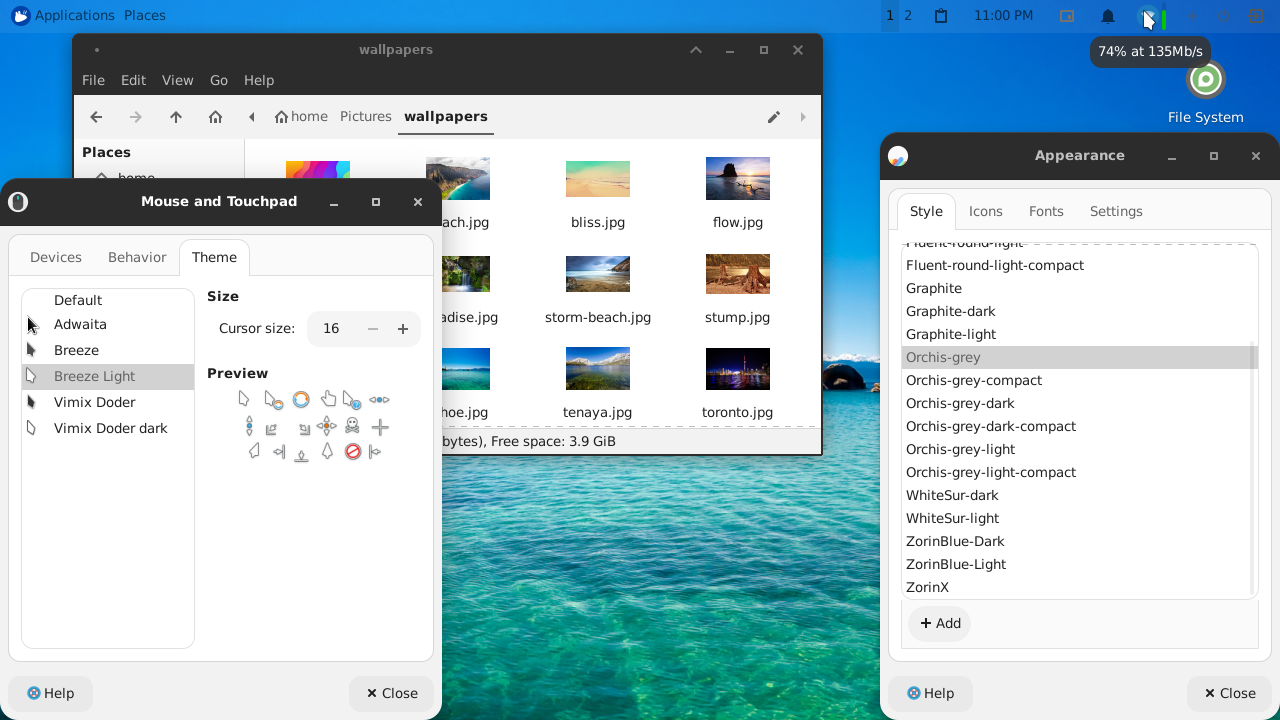 Applications Places
1 2 11:00 PM
74% at 135Mb/s
File System
wallpapers
File Edit View Go Help
home Pictures wallpapers
Places
home
ach.jpg bliss.jpg flow.jpg
adise.jpg storm-beach.jpg stump.jpg
hoe.jpg tenaya.jpg toronto.jpg
bytes), Free space: 3.9 GiB
Mouse and Touchpad
Devices Behavior Theme
Default
Adwaita
Breeze
Breeze Light
Vimix Doder
Vimix Doder dark
Size
Cursor size: 16
Preview
Help Close
Appearance
Style Icons Fonts Settings
Fluent-round-light
Fluent-round-light-compact
Graphite
Graphite-dark
Graphite-light
Orchis-grey
Orchis-grey-compact
Orchis-grey-dark
Orchis-grey-dark-compact
Orchis-grey-light
Orchis-grey-light-compact
WhiteSur-dark
WhiteSur-light
ZorinBlue-Dark
ZorinBlue-Light
ZorinX
Add
Help Close